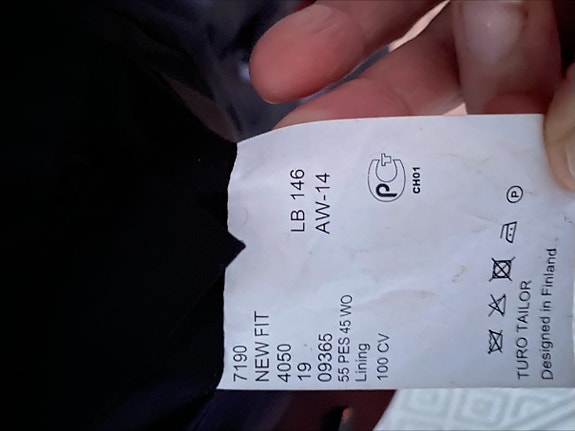 7190
NEW FIT
4050
19
09365
55 PES 45 WO
Lining
100 CV
LB 146
AW-14
PCT
CH01
P
TURO TAILOR
Designed in Finland